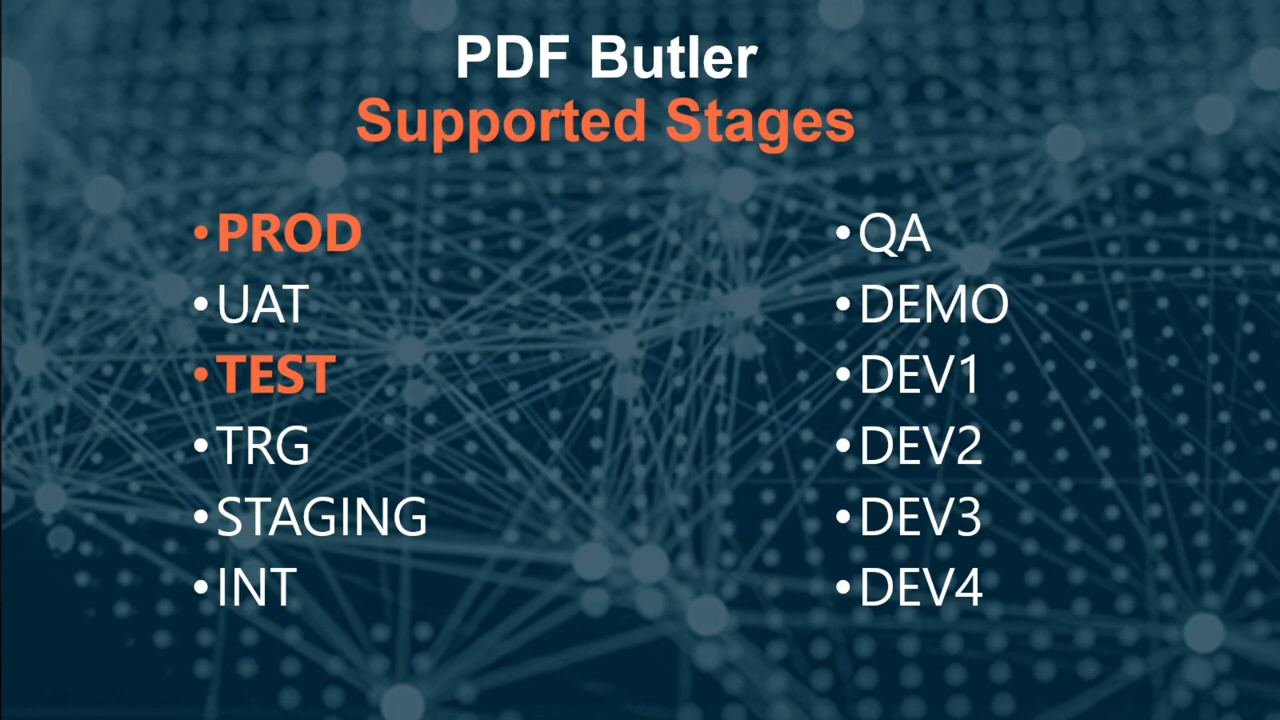 PDF Butler
Supported Stages
•PROD
•UAT
•TEST
•TRG
•STAGING
•INT
•QA
•DEMO
•DEV1
•DEV2
•DEV3
•DEV4